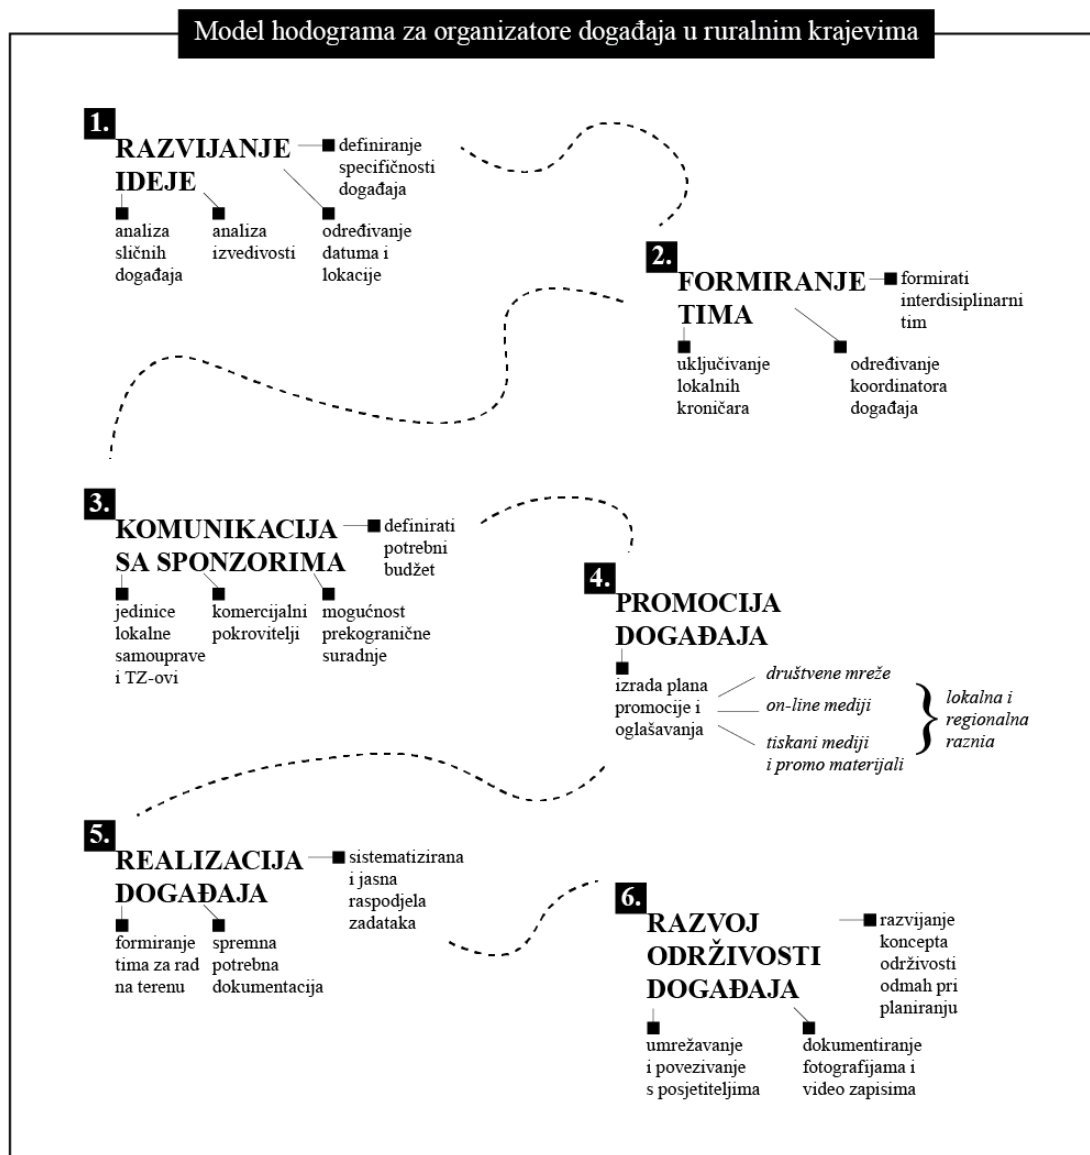 Model hodograma za organizatore događaja u ruralnim krajevima
1.
RAZVIJANJE
IDEJE
definiranje
specifičnosti
događaja
analiza
sličnih
događaja
analiza
izvedivosti
određivanje
datuma i
lokacije
2.
FORMIRANJE
TIMA
formirati
interdisiplinarni
tim
uključivanje
lokalnih
kroničara
određivanje
koordinatora
događaja
3.
KOMUNIKACIJA
SA SPONZORIMA
definirati
potrebni
budžet
jedinice
lokalne
samouprave
i TZ-ovi
komercijalni
pokrovitelji
mogućnost
prekogranične
suradnje
4.
PROMOCIJA
DOGAĐAJA
izrada plana
promocije i
oglašavanja
društvene mreže
on-line mediji
tiskani mediji
i promo materijali
lokalna i
regionalna
raznia
5.
REALIZACIJA
DOGAĐAJA
sistematizirana
i jasna
raspodjela
zadataka
formiranje
tima za rad
na terenu
spremna
potrebna
dokumentacija
6.
RAZVOJ
ODRŽIVOSTI
DOGAĐAJA
razvijanje
koncepta
održivosti
odmah pri
planiranju
umrežavanje
i povezivanje
s posjetiteljima
dokumentiranje
fotografijama i
video zapisima